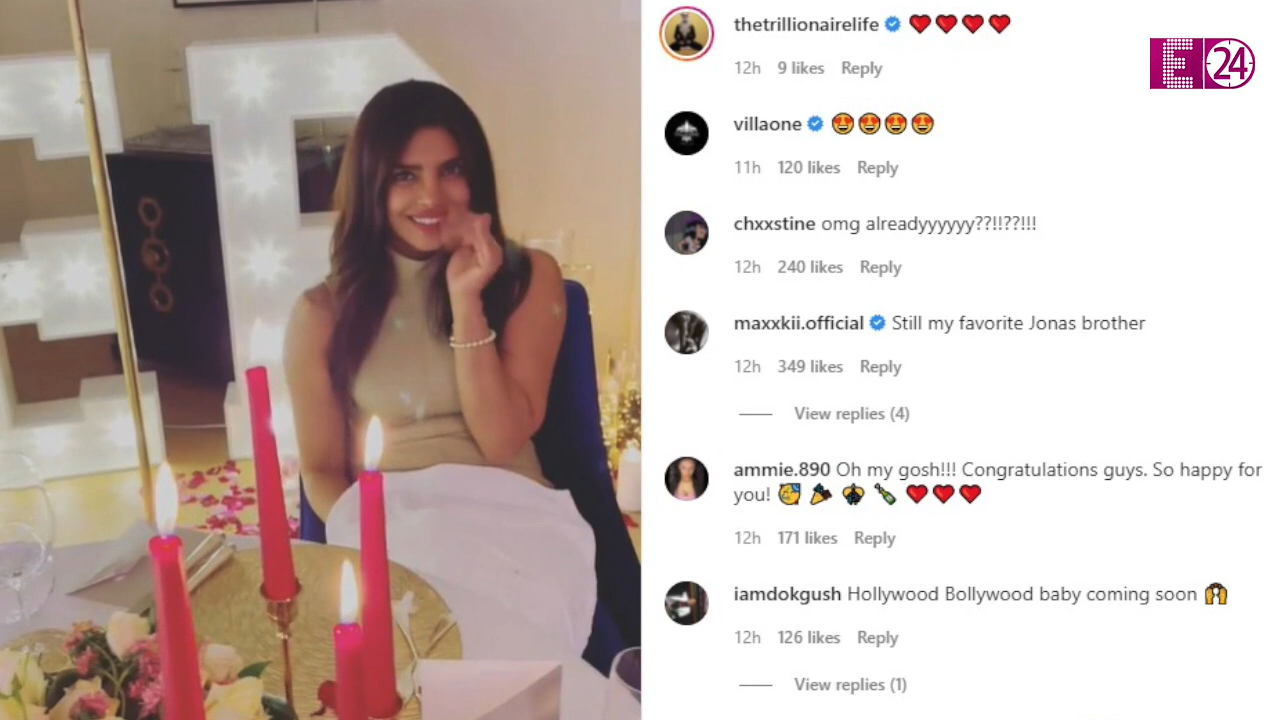 thetrillionairelife ❤️❤️❤️❤️
12h 9 likes Reply
E24
villaone 😍😍😍😍
11h 120 likes Reply
chxxstine omg alreadyyyyyy??!!??!!!
12h 240 likes Reply
maxxkii.official Still my favorite Jonas brother
12h 349 likes Reply
View replies (4)
ammie.890 Oh my gosh!!! Congratulations guys. So happy for
you! 🥳 🎉 🎊 🍾 ❤️❤️❤️
12h 171 likes Reply
iamdokgush Hollywood Bollywood baby coming soon 🙌
12h 126 likes Reply
View replies (1)